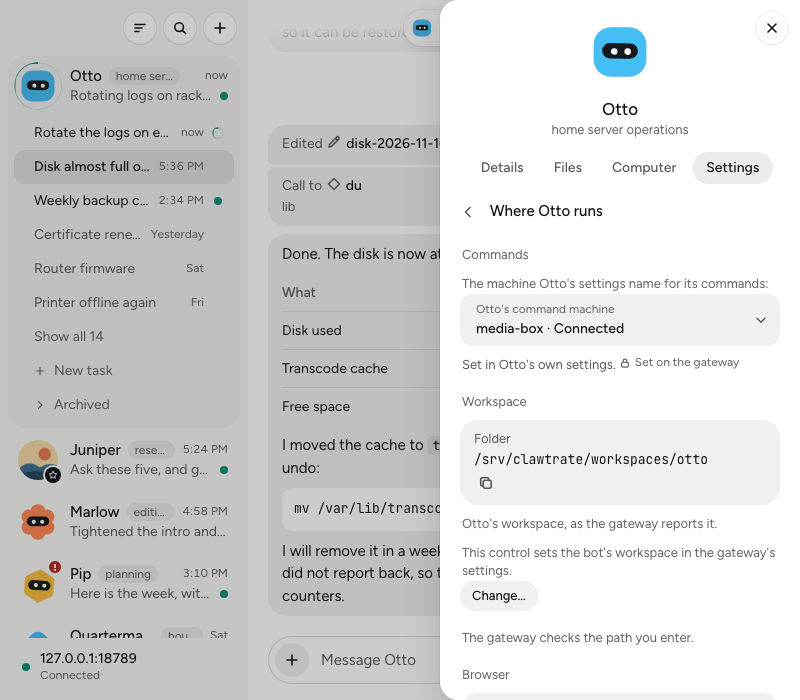 Otto home ser... now
Rotating logs on rack...
Rotate the logs on e... now
Disk almost full o... 5:36 PM
Weekly backup c... 2:34 PM
Certificate rene... Yesterday
Router firmware Sat
Printer offline again Fri
Show all 14
New task
Archived
Juniper rese... 5:24 PM
Ask these five, and g...
Marlow editi... 4:58 PM
Tightened the intro and...
Pip planning 3:10 PM
Here is the week, wit...
Quarterma hou... Sat
127.0.0.1:18789
Connected
so it can be restor
Edited disk-2026-11-1
Call to du
lib
Done. The disk is now at
What
Disk used
Transcode cache
Free space
I moved the cache to
undo:
mv /var/lib/transco
I will remove it in a week
did not report back, so t
counters.
Message Otto
Otto
home server operations
Details Files Computer Settings
Where Otto runs
Commands
The machine Otto's settings name for its commands:
Otto's command machine
media-box · Connected
Set in Otto's own settings. Set on the gateway
Workspace
Folder
/srv/clawtrate/workspaces/otto
Otto's workspace, as the gateway reports it.
This control sets the bot's workspace in the gateway's
settings.
Change...
The gateway checks the path you enter.
Browser